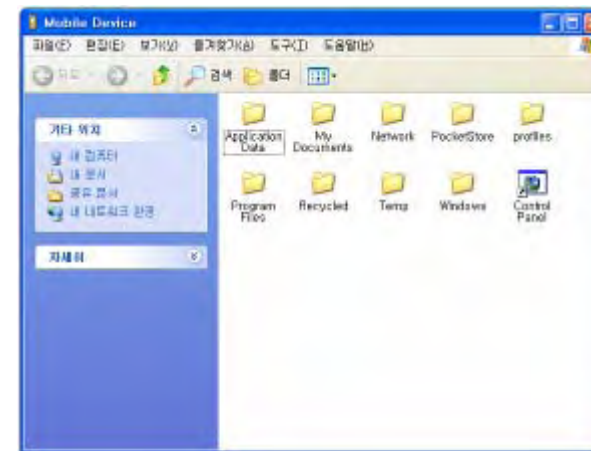 Mobile Device
파일(F) 편집(E) 보기(V) 즐겨찾기(A) 도구(T) 도움말(H)
뒤로 검색 폴더
기타 위치
내 컴퓨터
내 문서
공유 문서
내 네트워크 환경
자세히
Application Data
My Documents
Network
PocketStore
profiles
Program Files
Recycled
Temp
Windows
Control Panel